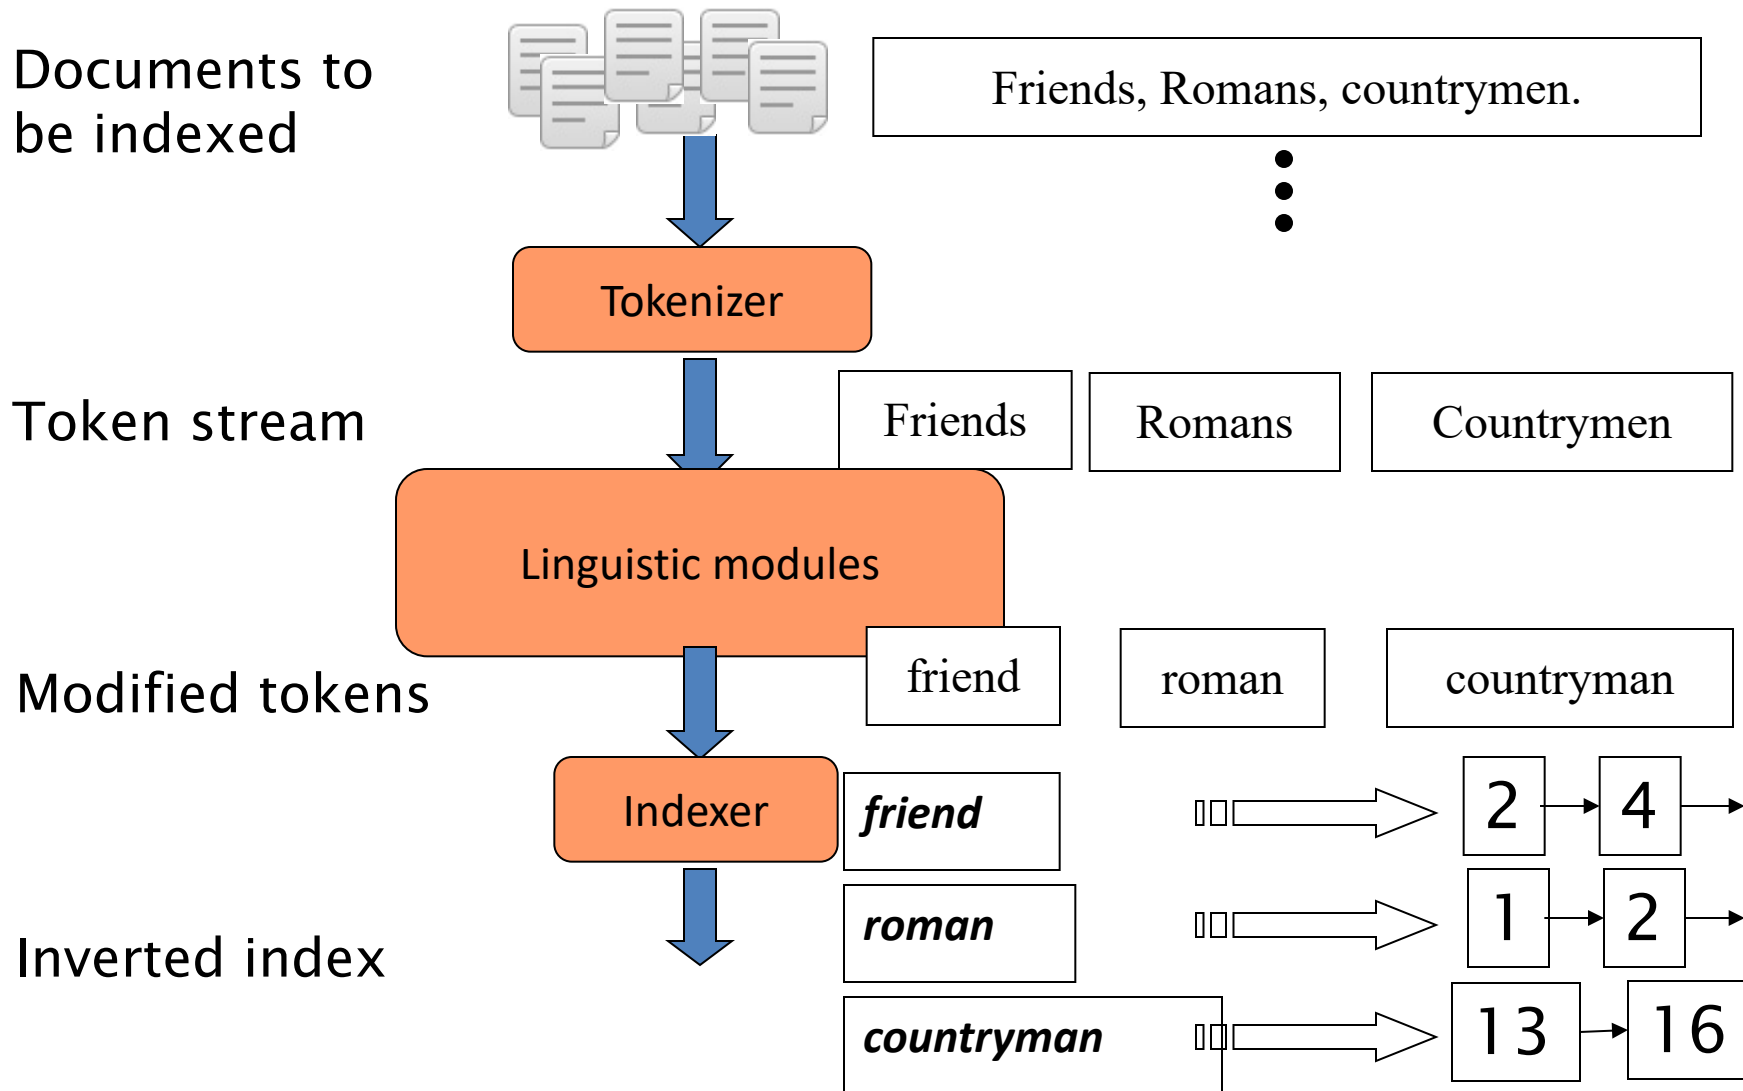 Documents to
be indexed
Friends, Romans, countrymen.
Tokenizer
Token stream
Friends
Romans
Countrymen
Linguistic modules
Modified tokens
friend
roman
countryman
Indexer
friend
2
4
roman
1
2
Inverted index
countryman
13
16